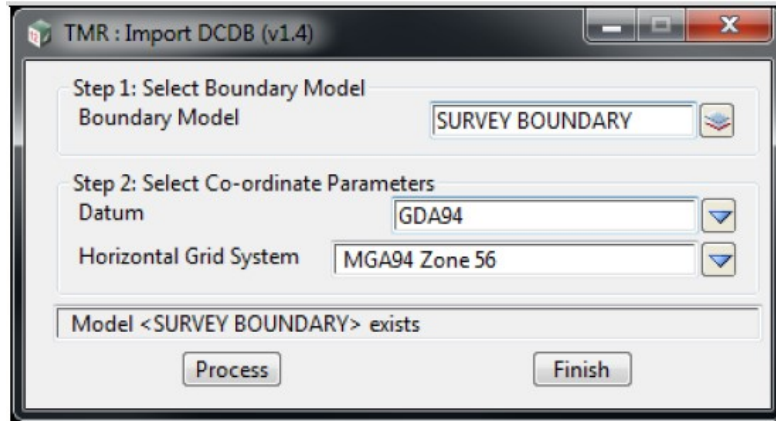 TMR : Import DCDB (v1.4)
Step 1: Select Boundary Model
Boundary Model SURVEY BOUNDARY
Step 2: Select Co-ordinate Parameters
Datum GDA94
Horizontal Grid System MGA94 Zone 56
Model <SURVEY BOUNDARY> exists
Process Finish